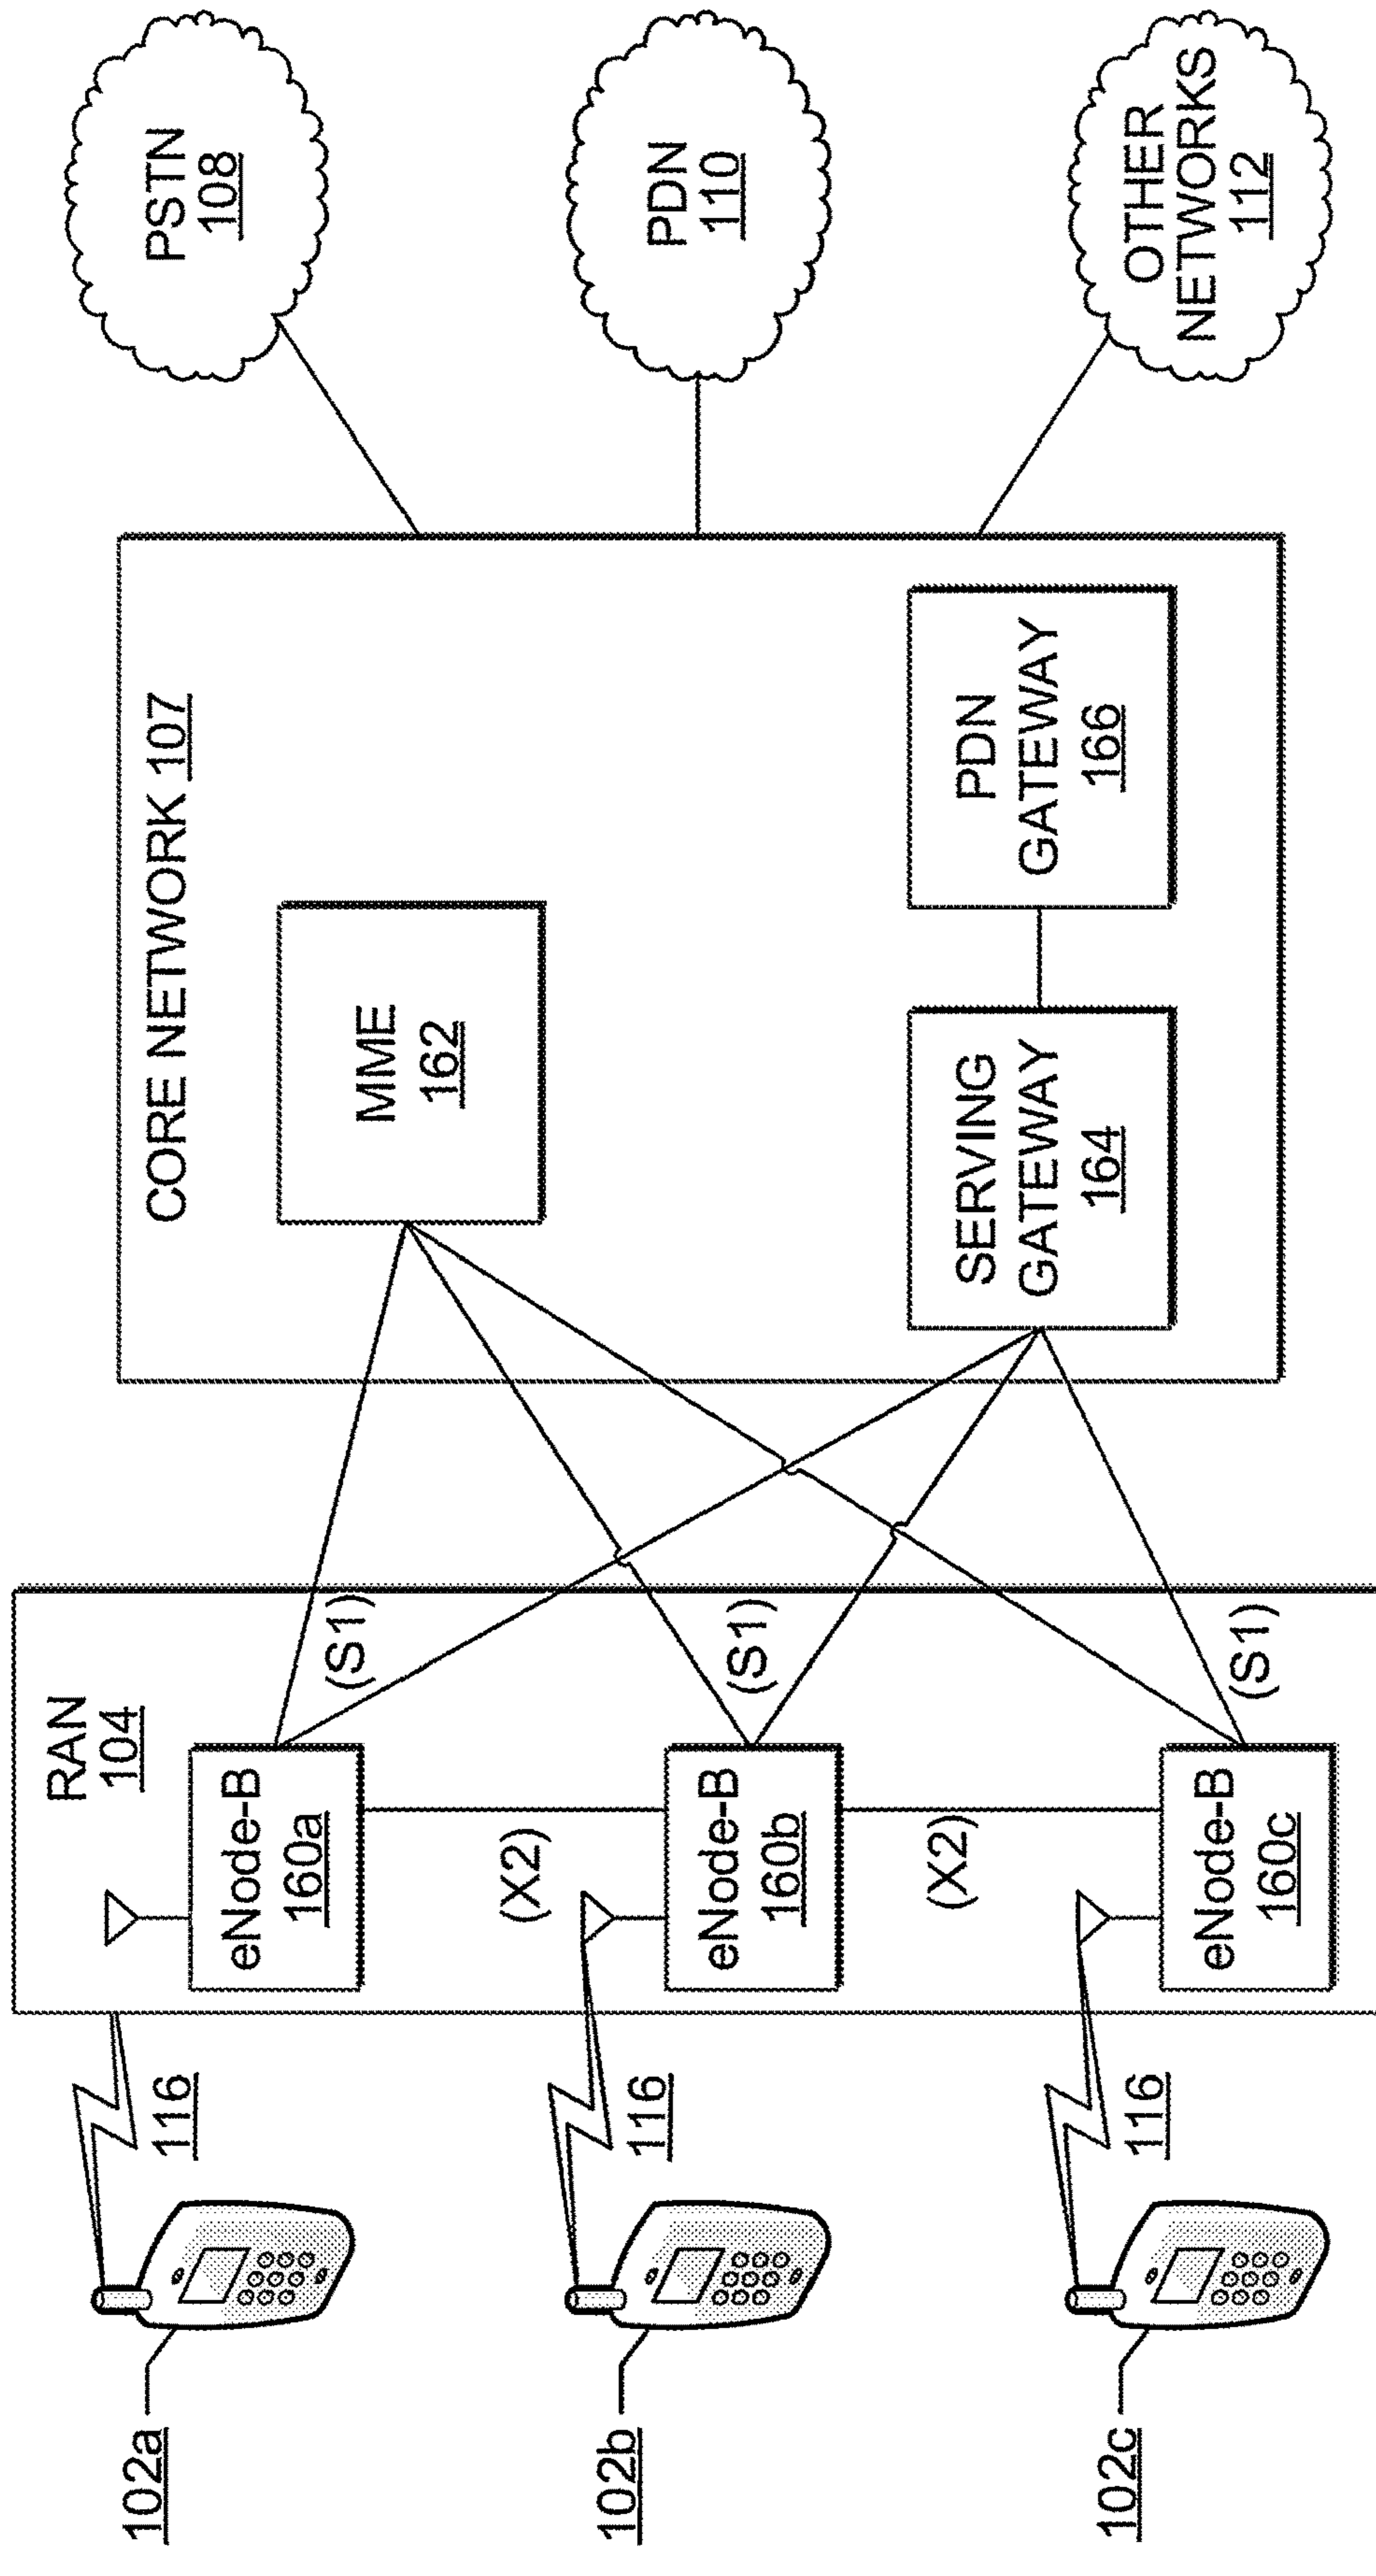 102a
116
RAN
104
eNode-B
160a
(S1)
(X2)
102b
116
eNode-B
160b
(S1)
(X2)
102c
116
eNode-B
160c
(S1)
CORE NETWORK 107
MME
162
SERVING
GATEWAY
164
PDN
GATEWAY
166
PSTN
108
PDN
110
OTHER
NETWORKS
112